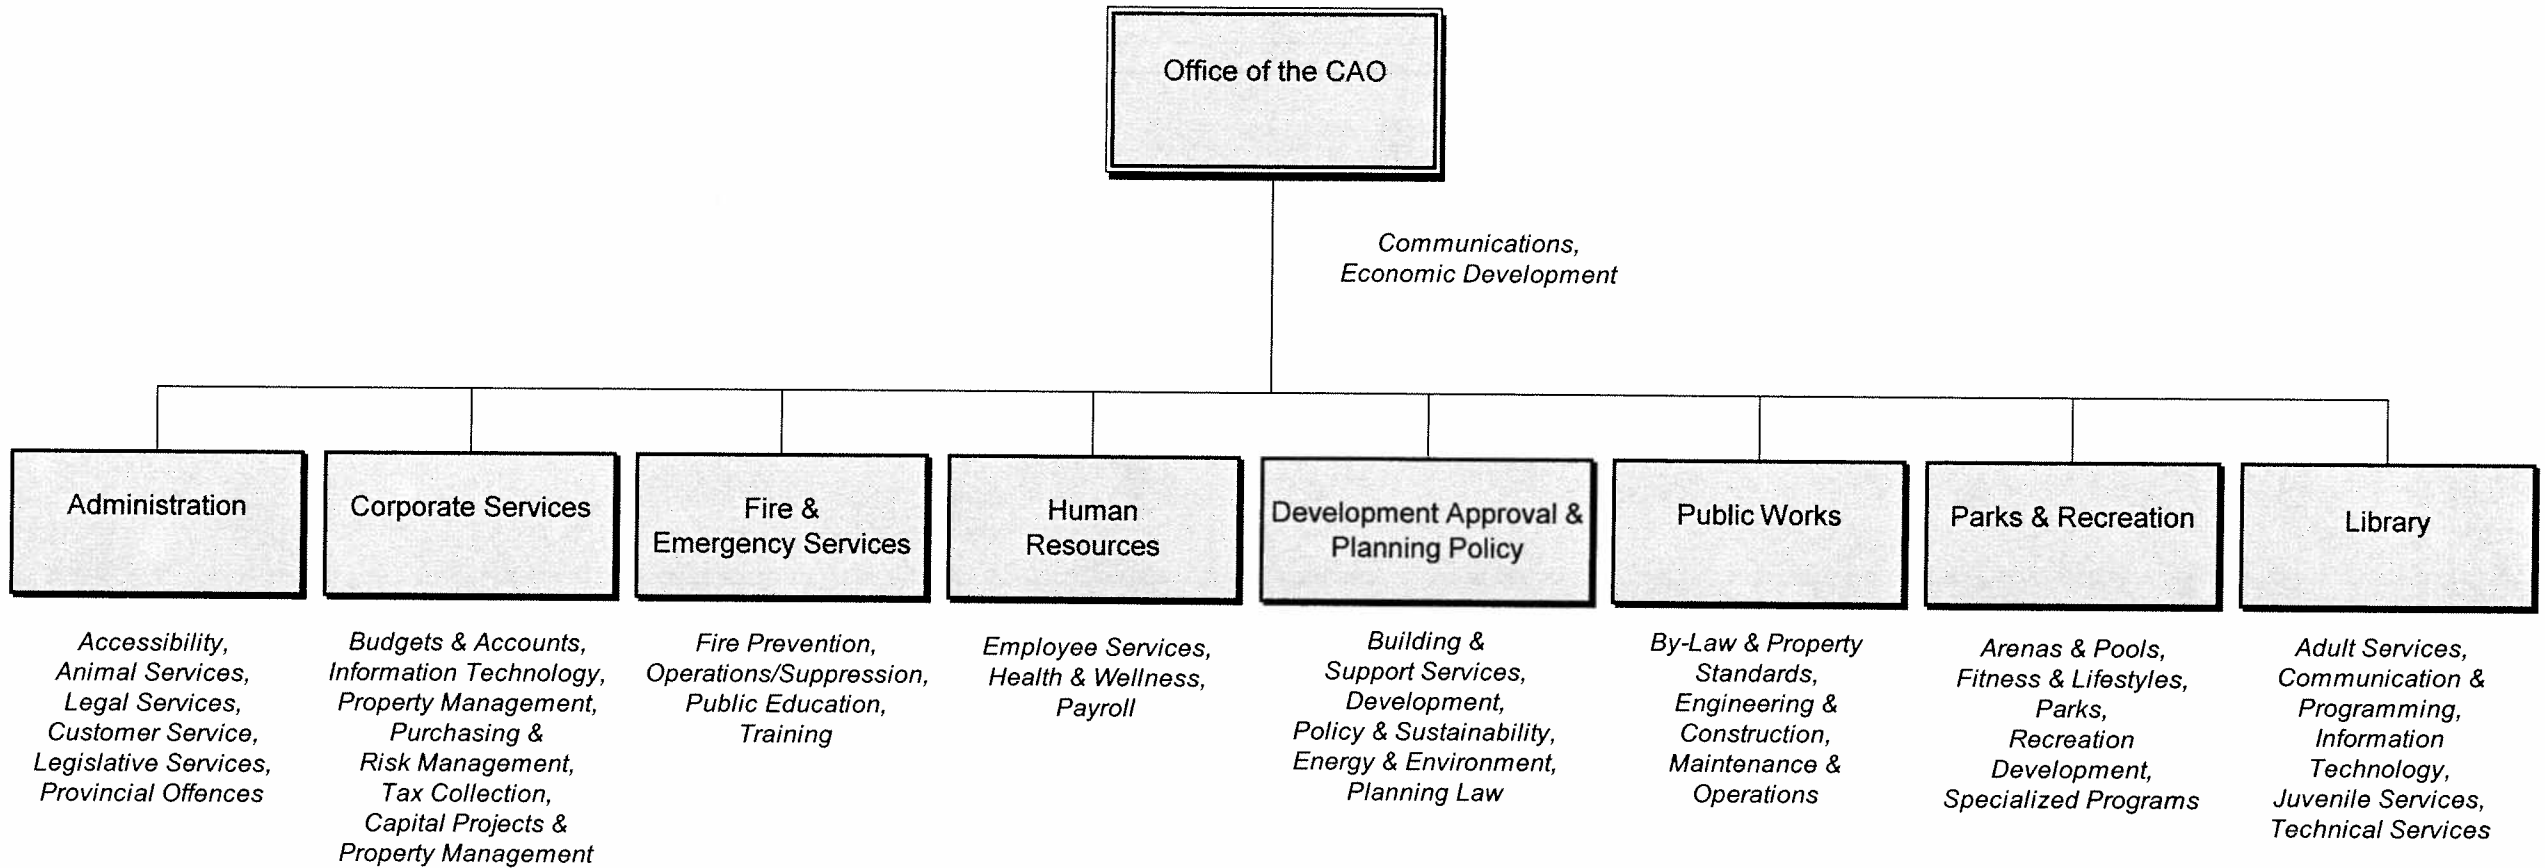 Office of the CAO
Communications,
Economic Development
Administration
Accessibility,
Animal Services,
Legal Services,
Customer Service,
Legislative Services,
Provincial Offences
Corporate Services
Budgets & Accounts,
Information Technology,
Property Management,
Purchasing &
Risk Management,
Tax Collection,
Capital Projects &
Property Management
Fire &
Emergency Services
Fire Prevention,
Operations/Suppression,
Public Education,
Training
Human
Resources
Employee Services,
Health & Wellness,
Payroll
Development Approval &
Planning Policy
Building &
Support Services,
Development,
Policy & Sustainability,
Energy & Environment,
Planning Law
Public Works
By-Law & Property
Standards,
Engineering &
Construction,
Maintenance &
Operations
Parks & Recreation
Arenas & Pools,
Fitness & Lifestyles,
Parks,
Recreation
Development,
Specialized Programs
Library
Adult Services,
Communication &
Programming,
Information
Technology,
Juvenile Services,
Technical Services